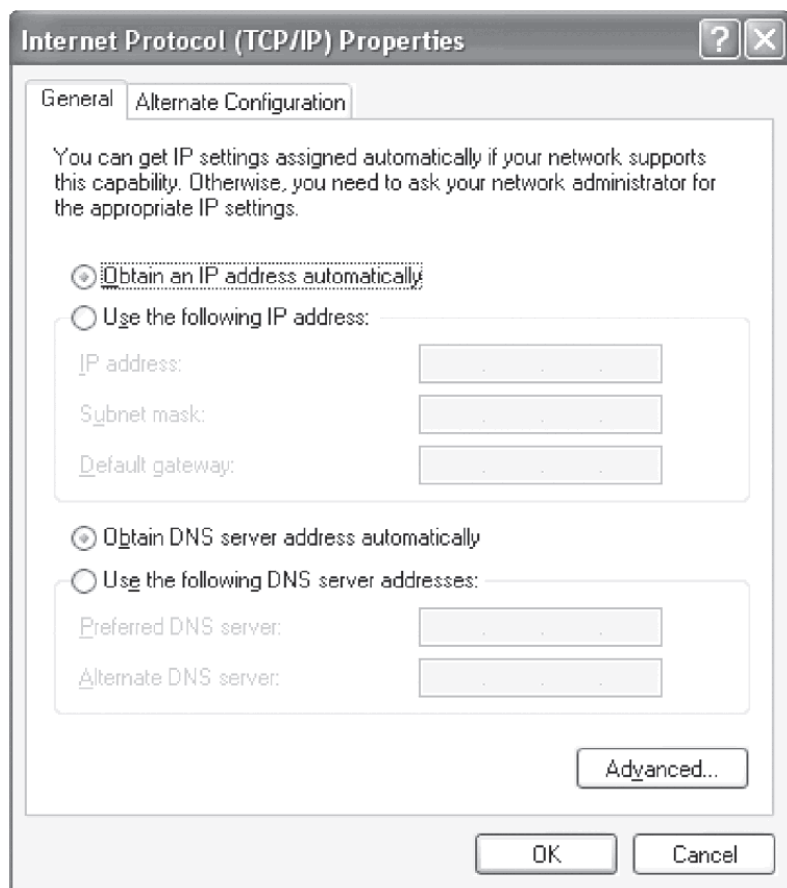 Internet Protocol (TCP/IP) Properties
General
Alternate Configuration
You can get IP settings assigned automatically if your network supports
this capability. Otherwise, you need to ask your network administrator for
the appropriate IP settings.
Obtain an IP address automatically
Use the following IP address:
IP address:
Subnet mask:
Default gateway:
Obtain DNS server address automatically
Use the following DNS server addresses:
Preferred DNS server:
Alternate DNS server:
Advanced...
OK
Cancel